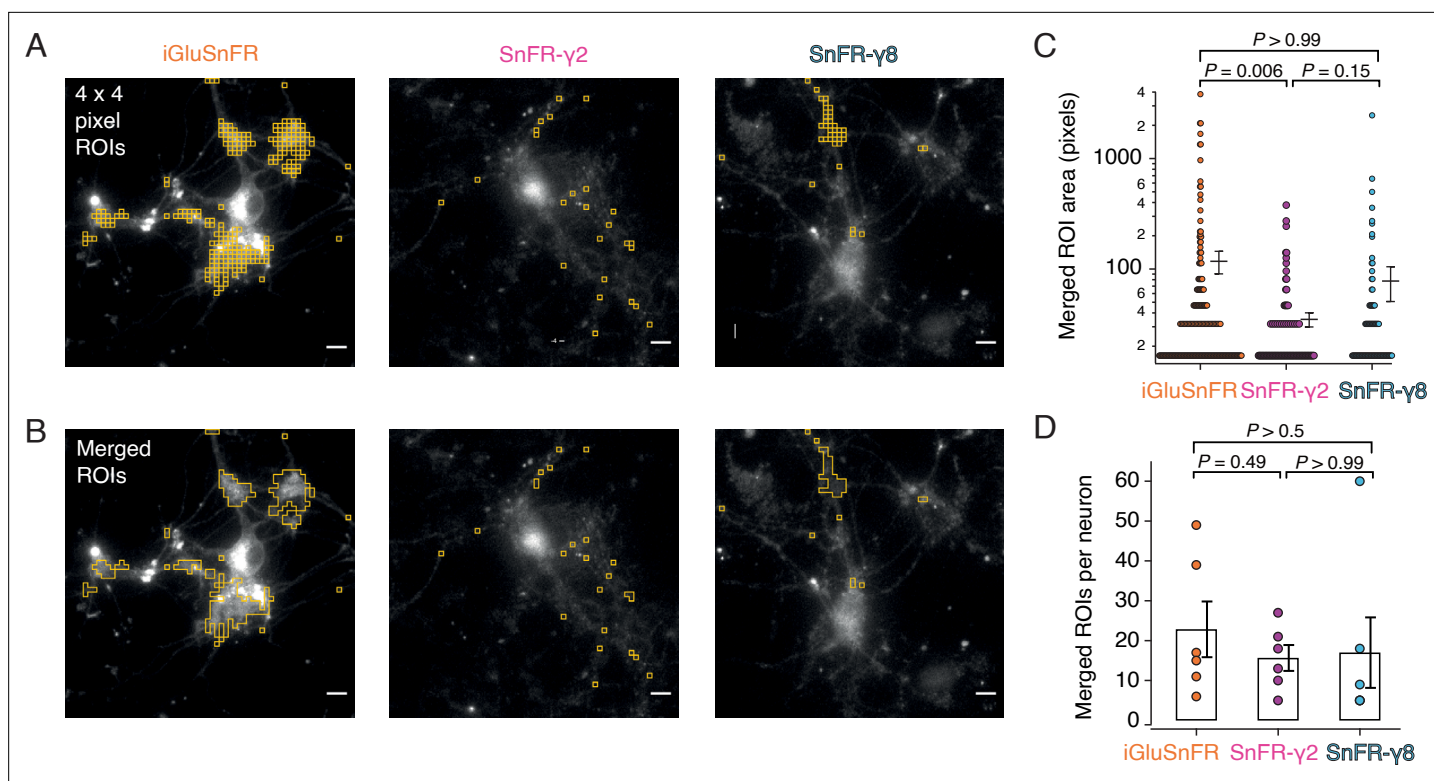 A
iGluSnFR
SnFR-γ2
SnFR-γ8
4 x 4
pixel
ROIs
B
Merged
ROIs
C
P > 0.99
P = 0.006
P = 0.15
Merged ROI area (pixels)
4
2
1000
6
4
2
100
6
4
2
iGluSnFR
SnFR-γ2
SnFR-γ8
D
P > 0.5
P = 0.49
P > 0.99
Merged ROIs per neuron
60
50
40
30
20
10
0
iGluSnFR
SnFR-γ2
SnFR-γ8